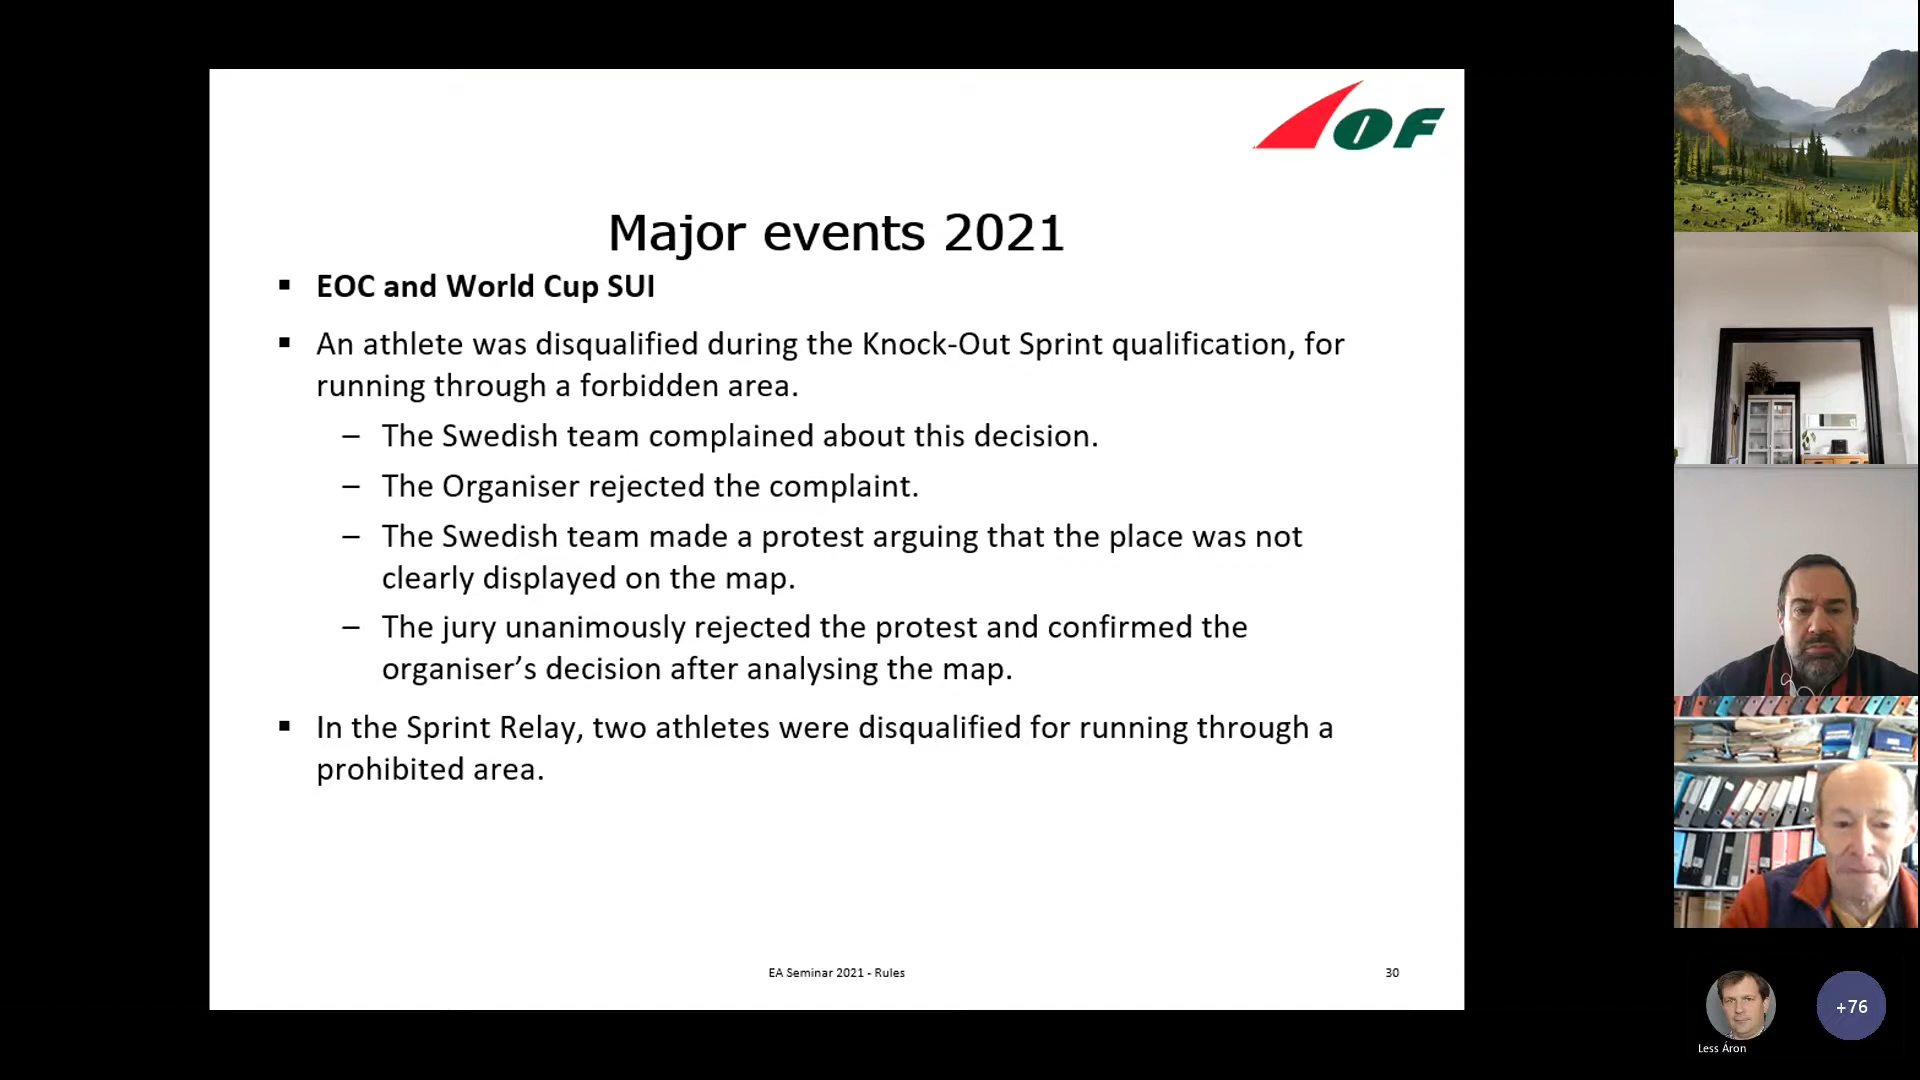 IOF
Major events 2021
▪ EOC and World Cup SUI
▪ An athlete was disqualified during the Knock-Out Sprint qualification, for
running through a forbidden area.
– The Swedish team complained about this decision.
– The Organiser rejected the complaint.
– The Swedish team made a protest arguing that the place was not
clearly displayed on the map.
– The jury unanimously rejected the protest and confirmed the
organiser’s decision after analysing the map.
▪ In the Sprint Relay, two athletes were disqualified for running through a
prohibited area.
EA Seminar 2021 - Rules
30
+76
Less Áron